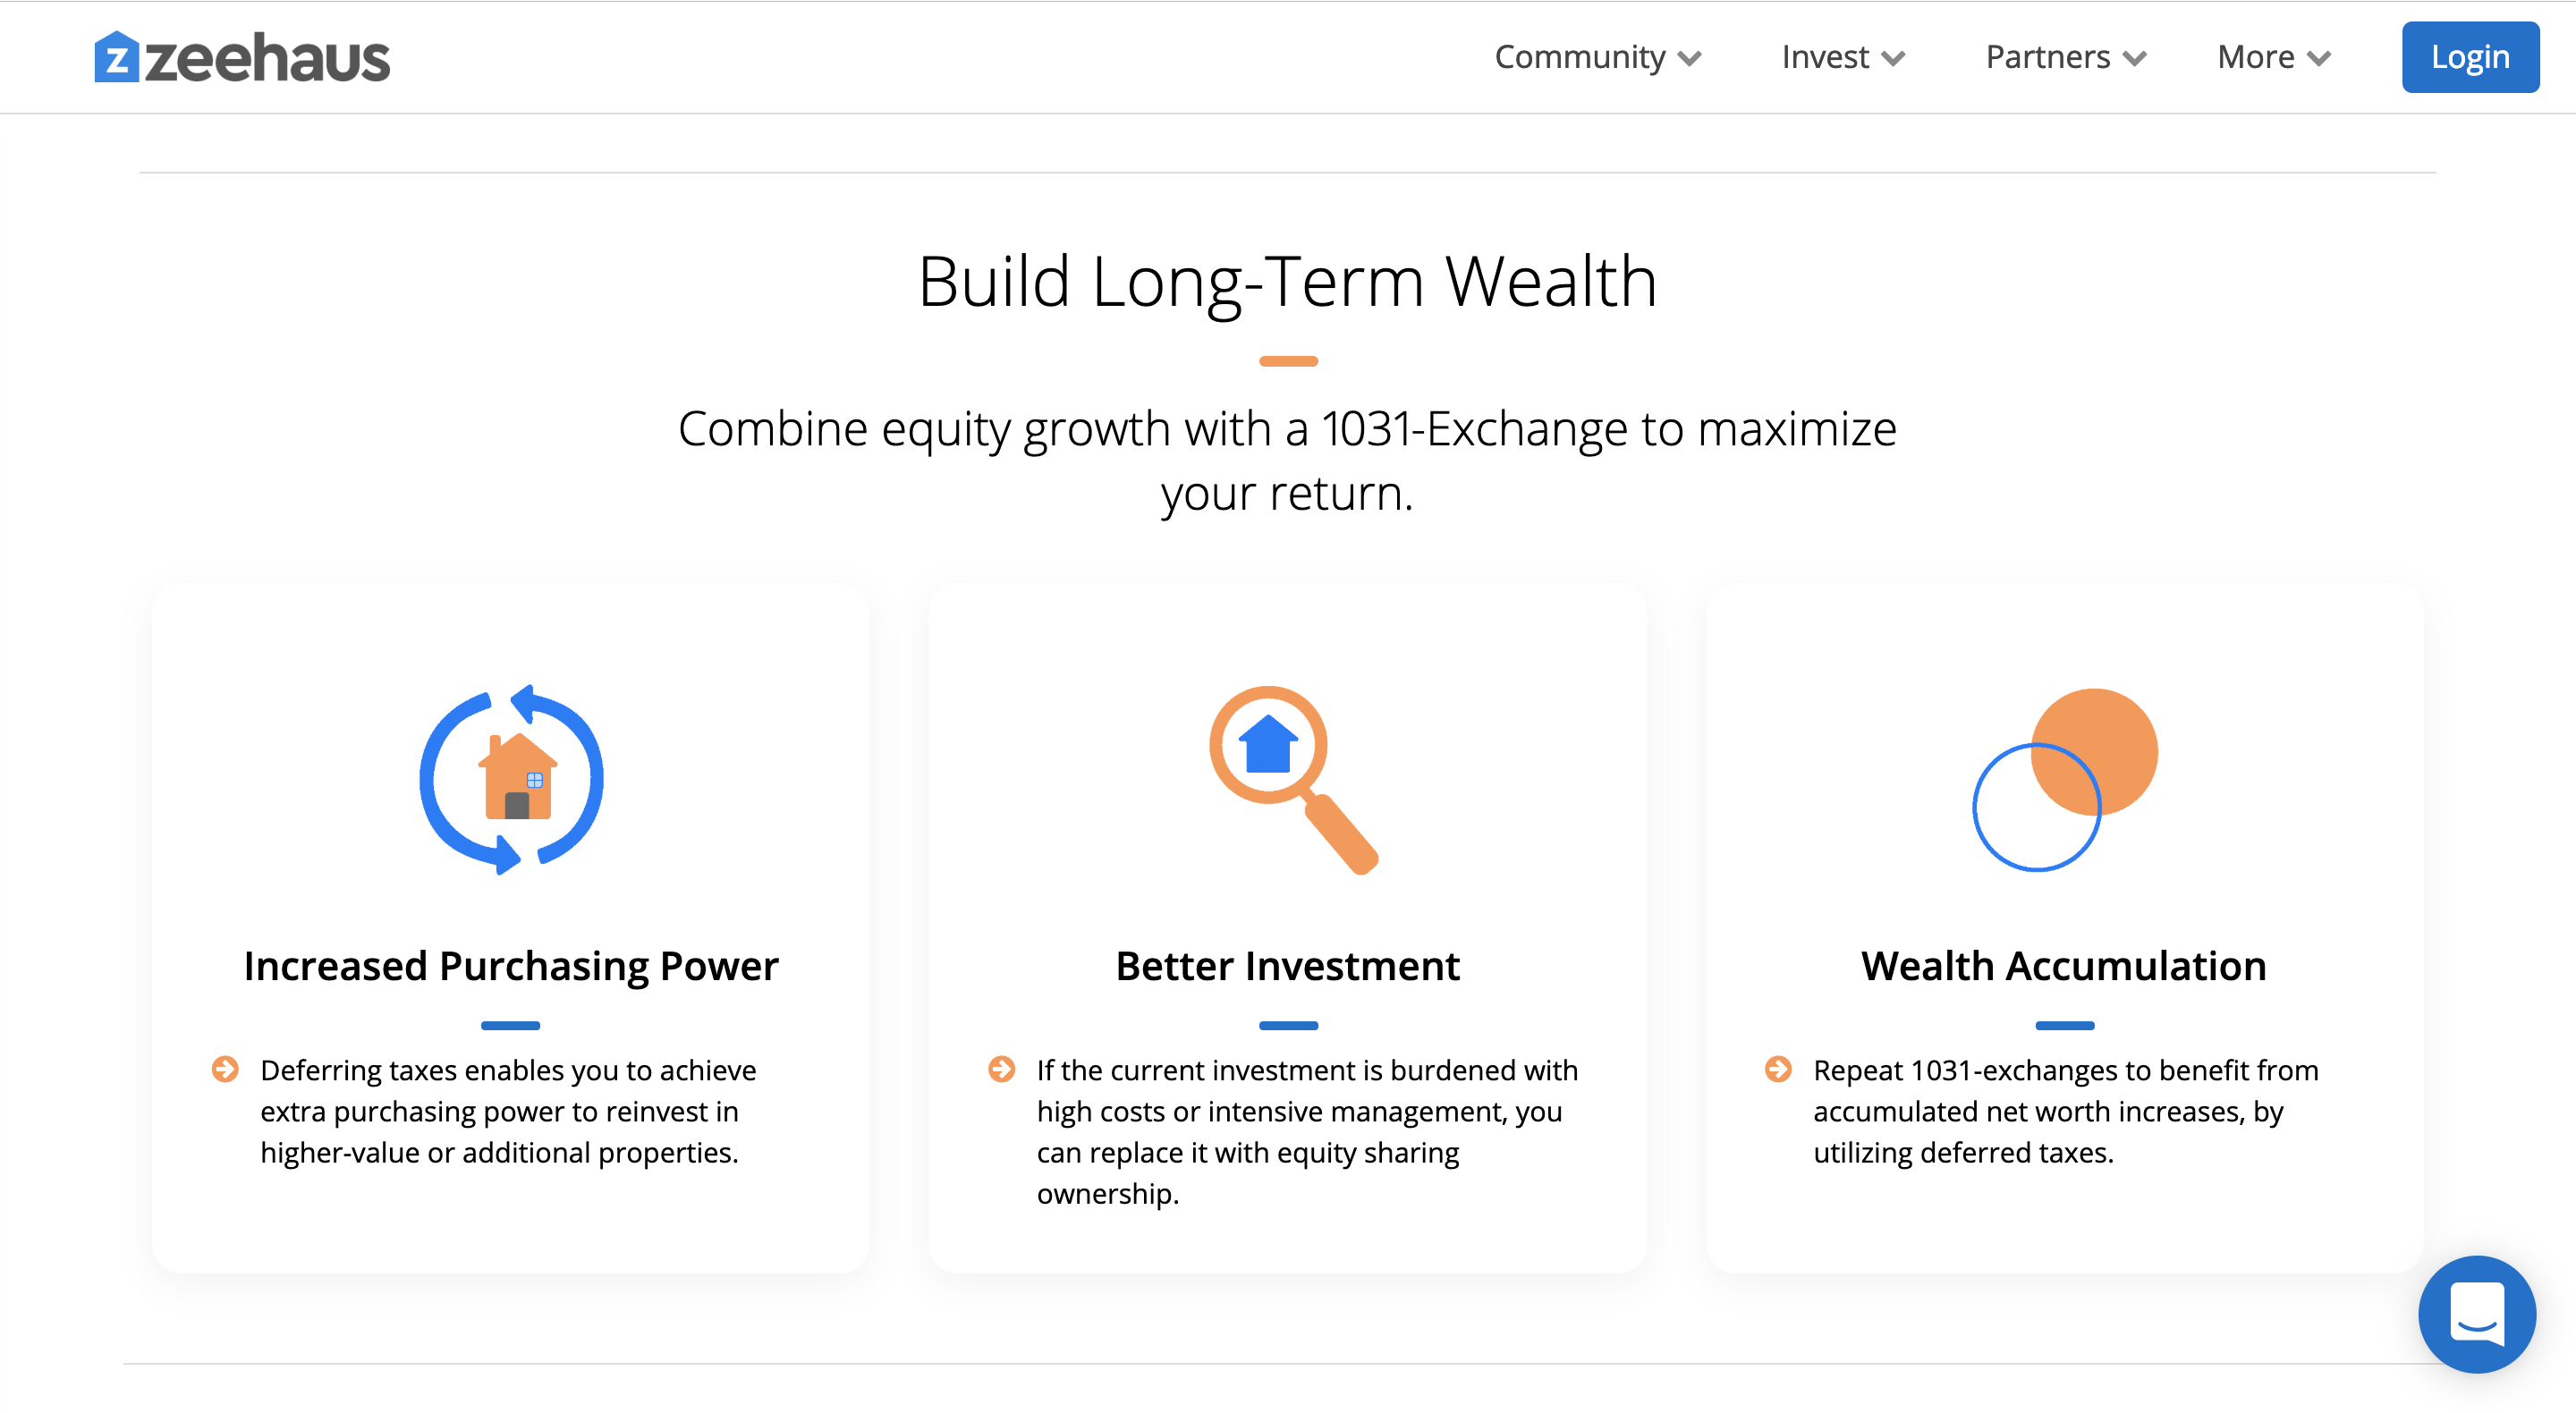 z zeehaus
Community
Invest
Partners
More
Login
Build Long-Term Wealth
Combine equity growth with a 1031-Exchange to maximize
your return.
Increased Purchasing Power
Deferring taxes enables you to achieve
extra purchasing power to reinvest in
higher-value or additional properties.
Better Investment
If the current investment is burdened with
high costs or intensive management, you
can replace it with equity sharing
ownership.
Wealth Accumulation
Repeat 1031-exchanges to benefit from
accumulated net worth increases, by
utilizing deferred taxes.